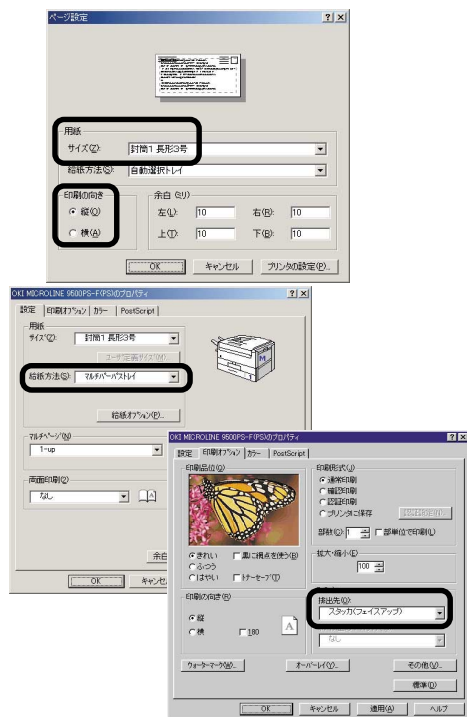 ページ設定
用紙
サイズ(Z): 封筒1 長形3号
給紙方法(S): 自動選択トレイ
印刷の向き
縦(O)
横(A)
余白 (ミリ)
左(L): 10 右(R): 10
上(T): 10 下(F): 10
OK キャンセル プリンタの設定(P)...
OKI MICROLINE 9500PS-F(PS)のプロパティ
設定 印刷オプション カラー PostScript
用紙
サイズ(Z): 封筒1 長形3号
ユーザ定義サイズ(M)...
給紙方法(S): マルチパーパストレイ
給紙オプション(P)...
マルチページ(N)
1-up
両面印刷(2)
なし
余白
OK キャンセ
OKI MICROLINE 9500PS-F(PS)のプロパティ
設定 印刷オプション カラー PostScript
印刷品位(Q)
きれい
ふつう
はやい
黒に網点を使う(B)
トナーセーブ(T)
印刷の向き(R)
縦
横 180
印刷形式(J)
通常印刷
確認印刷
認証印刷
プリンタに保存
部数(C): 1 部単位で印刷(L)
拡大・縮小(E)
100
排出先(O):
スタッカ(フェイスアップ)
なし
ウォーターマーク(W)... オーバーレイ(Y)... その他(V)...
標準(D)
OK キャンセル 適用(A) ヘルプ